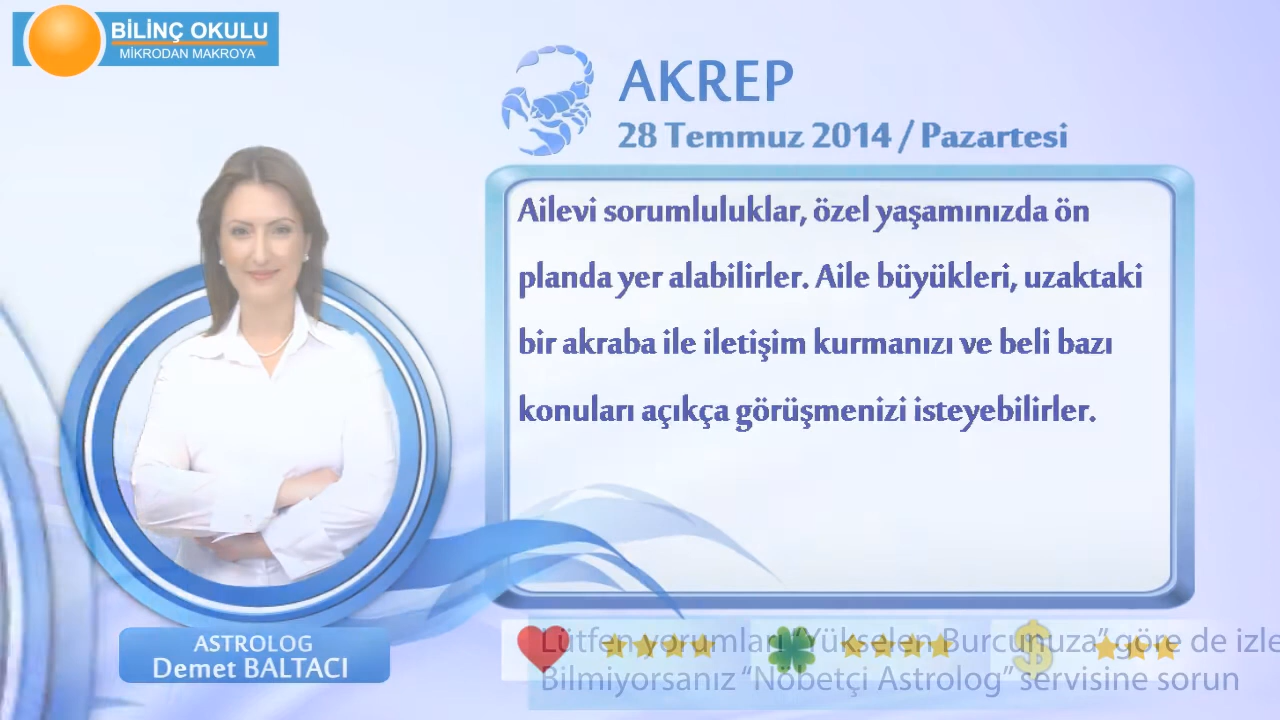 BİLİNÇ OKULU
MİKRODAN MAKROYA
AKREP
28 Temmuz 2014 / Pazartesi
Ailevi sorumluluklar, özel yaşamınızda ön
planda yer alabilirler. Aile büyükleri, uzaktaki
bir akraba ile iletişim kurmanızı ve beli bazı
konuları açıkça görüşmenizi isteyebilirler.
ASTROLOG
Demet BALTACI
Lütfen yorumları "Yükselen Burcunuza" göre de izle
Bilmiyorsanız "Nöbetçi Astrolog" servisine sorun